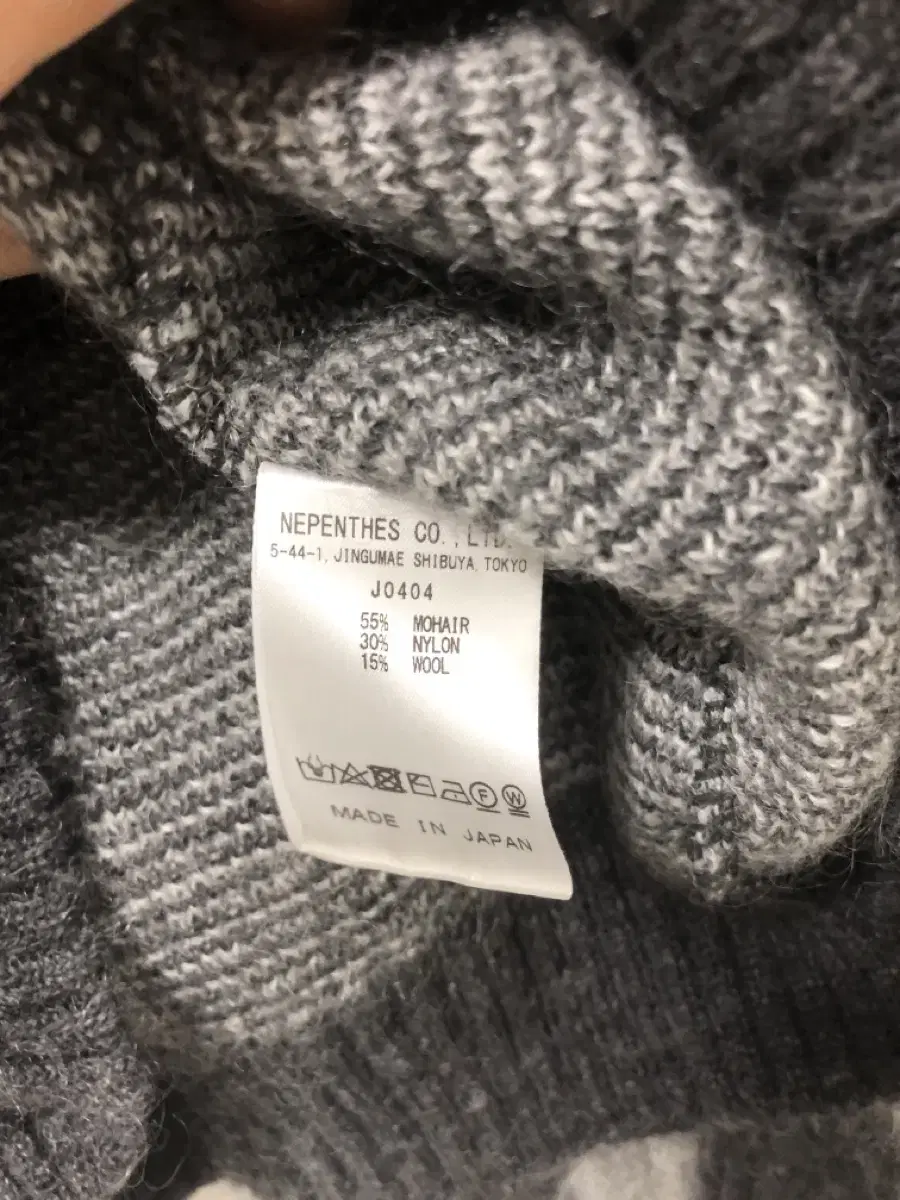 NEPENTHES CO., LTD.
5-44-1, JINGUMAE SHIBUYA, TOKYO
J0404
55% MOHAIR
30% NYLON
15% WOOL
F W
MADE IN JAPAN